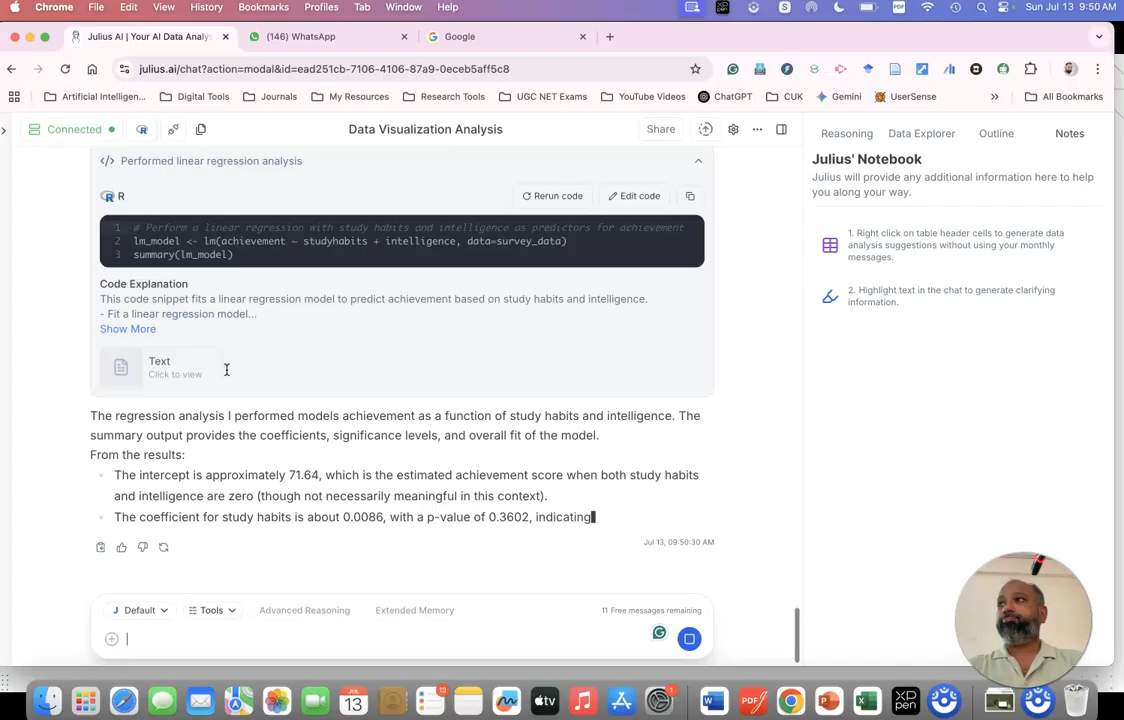 Chrome File Edit View History Bookmarks Profiles Tab Window Help Sun Jul 13 9:50 AM
Julius AI | Your AI Data Analys (146) WhatsApp Google
julius.ai/chat?action=modal&id=ead251cb-7106-4106-87a9-0eceb5aff5c8
Artificial Intelligen... Digital Tools Journals My Resources Research Tools UGC NET Exams YouTube Videos ChatGPT CUK Gemini UserSense All Bookmarks
Connected Data Visualization Analysis Share
Reasoning Data Explorer Outline Notes
Julius' Notebook
Julius will provide any additional information here to help
you along your way.
1. Right click on table header cells to generate data
analysis suggestions without using your monthly
messages.
2. Highlight text in the chat to generate clarifying
information.
Performed linear regression analysis
R Rerun code Edit code
1 # Perform a linear regression with study habits and intelligence as predictors for achievement
2 lm_model <- lm(achievement ~ studyhabits + intelligence, data=survey_data)
3 summary(lm_model)
Code Explanation
This code snippet fits a linear regression model to predict achievement based on study habits and intelligence.
- Fit a linear regression model...
Show More
Text
Click to view
The regression analysis I performed models achievement as a function of study habits and intelligence. The
summary output provides the coefficients, significance levels, and overall fit of the model.
From the results:
The intercept is approximately 71.64, which is the estimated achievement score when both study habits
and intelligence are zero (though not necessarily meaningful in this context).
The coefficient for study habits is about 0.0086, with a p-value of 0.3602, indicating
Jul 13, 09:50:30 AM
J Default Tools Advanced Reasoning Extended Memory 11 Free messages remaining